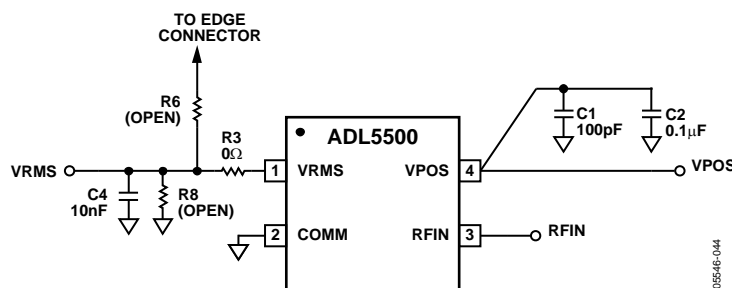 TO EDGE
CONNECTOR
R6
(OPEN)
R3
0Ω
VRMS
C4
10nF
R8
(OPEN)
ADL5500
1
VRMS
VPOS
4
2
COMM
RFIN
3
C1
100pF
C2
0.1μF
VPOS
RFIN
05546-044